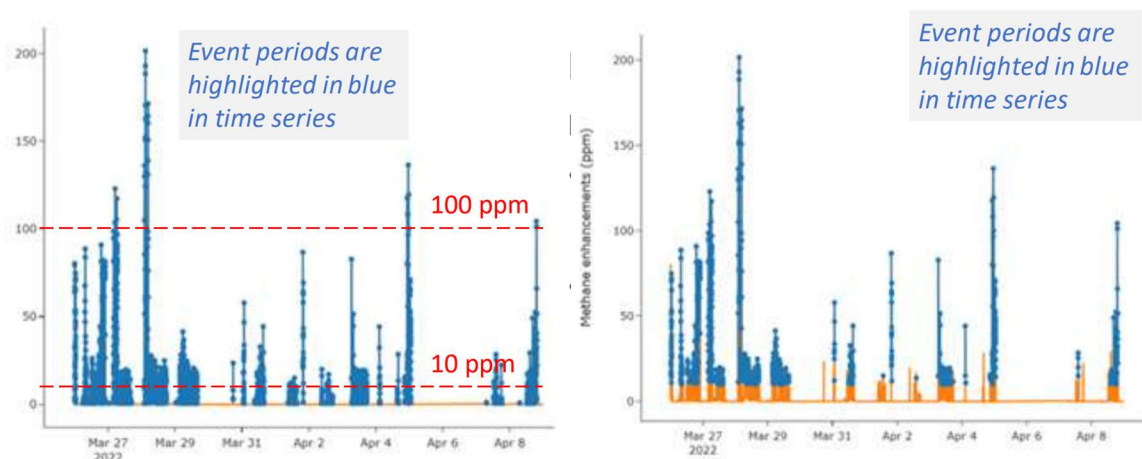 Event periods are
highlighted in blue
in time series
200
150
100
50
0
100 ppm
10 ppm
Mar 27
2022
Mar 29
Mar 31
Apr 2
Apr 4
Apr 6
Apr 8
Event periods are
highlighted in blue
in time series
Methane enhancements (ppm)
200
150
100
50
0
Mar 27
2022
Mar 29
Mar 31
Apr 2
Apr 4
Apr 6
Apr 8